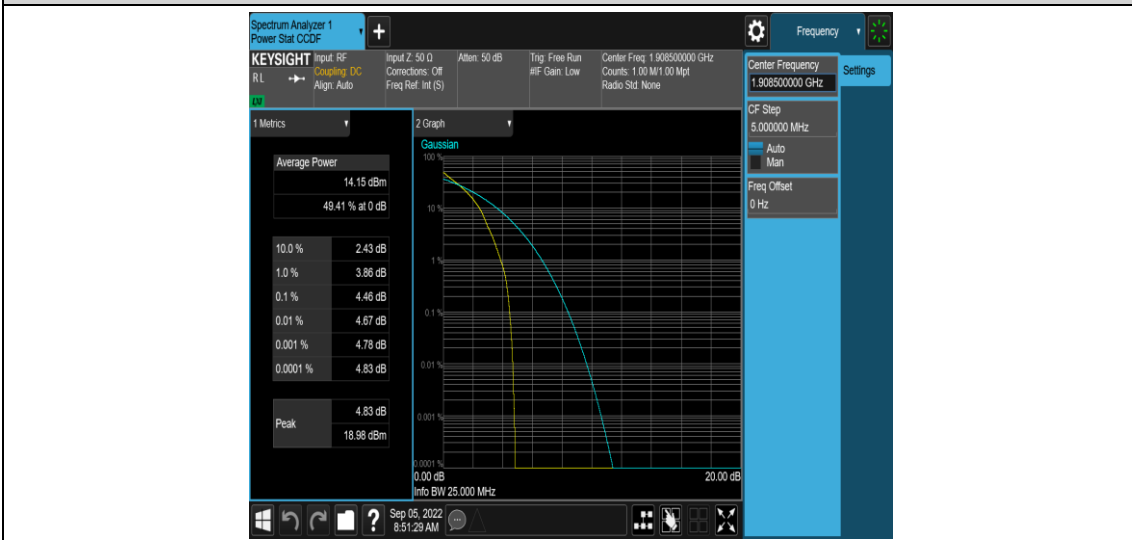 Spectrum Analyzer 1
Power Stat CCDF
+
Frequency
KEYSIGHT
R L
LXI
Input: RF
Coupling: DC
Align: Auto
Input Z: 50 Ω
Corrections: Off
Freq Ref: Int (S)
Atten: 50 dB
Trig: Free Run
#IF Gain: Low
Center Freq: 1.908500000 GHz
Counts: 1.00 M/1.00 Mpt
Radio Std: None
Center Frequency
1.908500000 GHz
Settings
CF Step
5.000000 MHz
Auto
Man
Freq Offset
0 Hz
1 Metrics
Average Power
14.15 dBm
49.41 % at 0 dB
10.0 % 2.43 dB
1.0 % 3.86 dB
0.1 % 4.46 dB
0.01 % 4.67 dB
0.001 % 4.78 dB
0.0001 % 4.83 dB
Peak
4.83 dB
18.98 dBm
2 Graph
Gaussian
100 %
10 %
1 %
0.1 %
0.01 %
0.001 %
0.0001 %
0.00 dB 20.00 dB
Info BW 25.000 MHz
?
Sep 05, 2022
8:51:29 AM